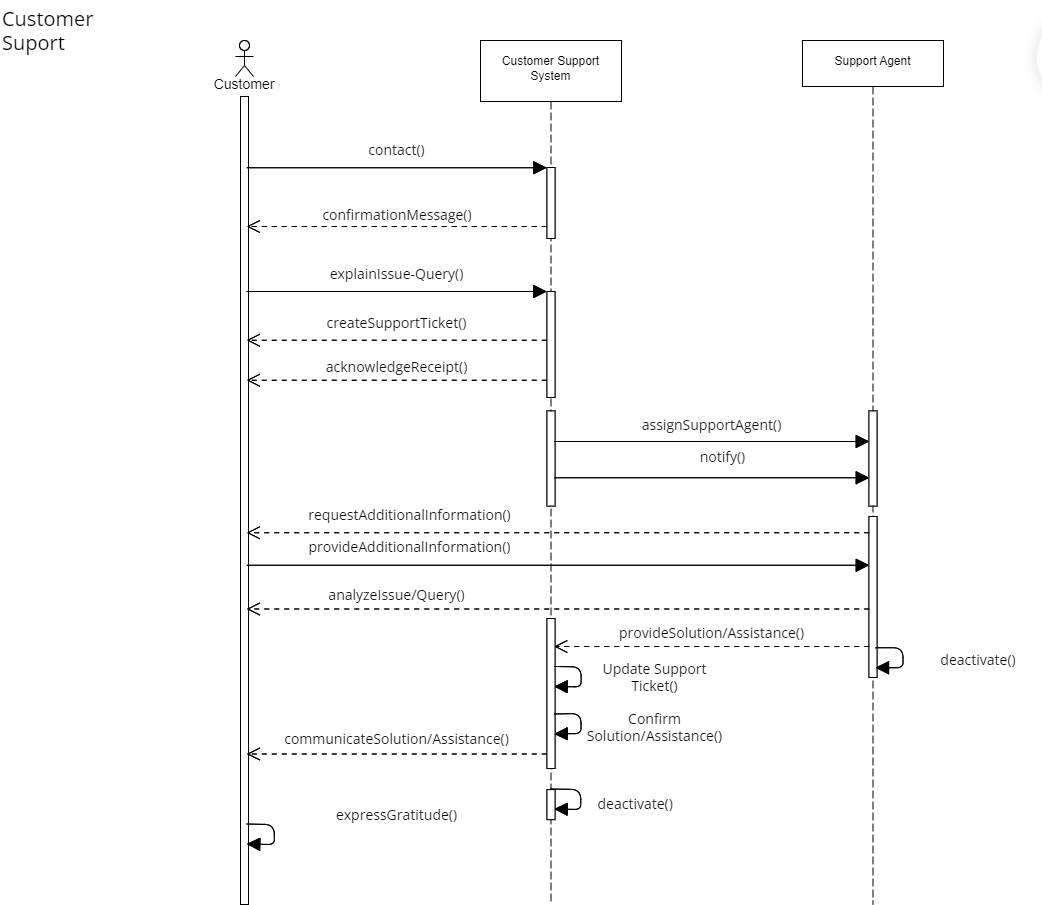 Customer
Suport
Customer
Customer Support
System
Support Agent
contact()
confirmationMessage()
explainIssue-Query()
createSupportTicket()
acknowledgeReceipt()
assignSupportAgent()
notify()
requestAdditionalInformation()
provideAdditionalInformation()
analyzeIssue/Query()
provideSolution/Assistance()
deactivate()
Update Support
Ticket()
Confirm
Solution/Assistance()
communicateSolution/Assistance()
deactivate()
expressGratitude()